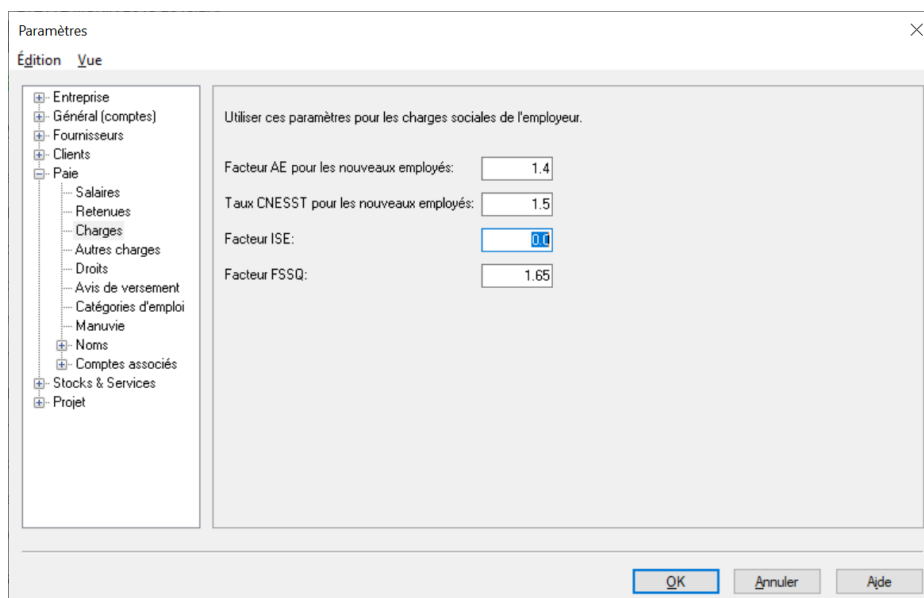 Paramètres
Édition Vue
Entreprise
Général (comptes)
Fournisseurs
Clients
Paie
Salaires
Retenues
Charges
Autres charges
Droits
Avis de versement
Catégories d'emploi
Manuvie
Noms
Comptes associés
Stocks & Services
Projet
Utiliser ces paramètres pour les charges sociales de l'employeur.
Facteur AE pour les nouveaux employés: 1.4
Taux CNESST pour les nouveaux employés: 1.5
Facteur ISE: 0.0
Facteur FSSQ: 1.65
OK Annuler Aide